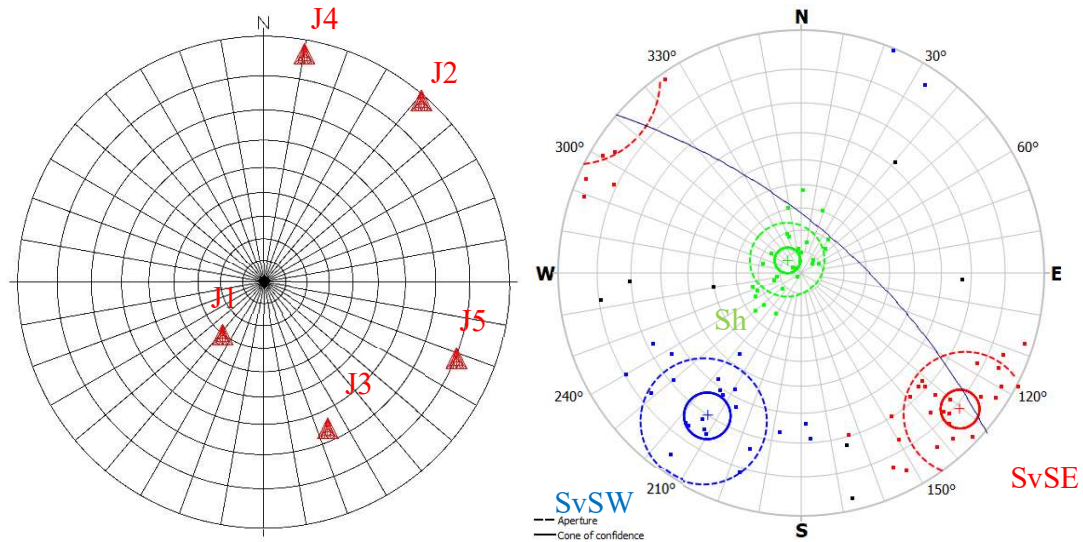 N
J4
J2
J1
J5
J3
N
30°
60°
E
120°
150°
S
210°
240°
W
300°
330°
Sh
SvSW
SvSE
Aperture
Cone of confidence